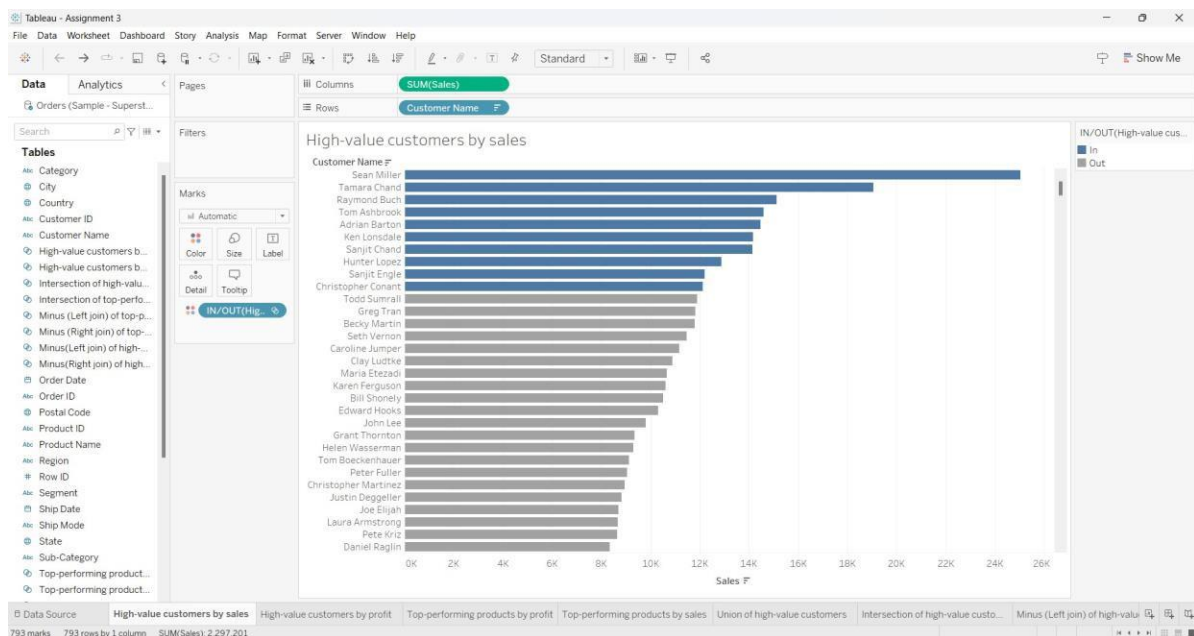 Tableau - Assignment 3
File Data Worksheet Dashboard Story Analysis Map Format Server Window Help
Standard
Show Me
Data Analytics
Orders (Sample - Superst...
Search
Tables
Abc Category
City
Country
Abc Customer ID
Abc Customer Name
High-value customers b...
High-value customers b...
Intersection of high-valu...
Intersection of top-perfo...
Minus (Left join) of top-p...
Minus (Right join) of top-...
Minus(Left join) of high-...
Minus(Right join) of high...
Order Date
Abc Order ID
Postal Code
Abc Product ID
Abc Product Name
Abc Region
# Row ID
Abc Segment
Ship Date
Abc Ship Mode
State
Abc Sub-Category
Top-performing product...
Top-performing product...
Pages
Filters
Marks
Automatic
Color Size Label
Detail Tooltip
IN/OUT(Hig..
Columns SUM(Sales)
Rows Customer Name
High-value customers by sales
Customer Name
Sean Miller
Tamara Chand
Raymond Buch
Tom Ashbrook
Adrian Barton
Ken Lonsdale
Sanjit Chand
Hunter Lopez
Sanjit Engle
Christopher Conant
Todd Sumrall
Greg Tran
Becky Martin
Seth Vernon
Caroline Jumper
Clay Ludtke
Maria Etezadi
Karen Ferguson
Bill Shonely
Edward Hooks
John Lee
Grant Thornton
Helen Wasserman
Tom Boeckenhauer
Peter Fuller
Christopher Martinez
Justin Deggeller
Joe Elijah
Laura Armstrong
Pete Kriz
Daniel Raglin
0K 2K 4K 6K 8K 10K 12K 14K 16K 18K 20K 22K 24K 26K
Sales
IN/OUT(High-value cus...
In
Out
Data Source High-value customers by sales High-value customers by profit Top-performing products by profit Top-performing products by sales Union of high-value customers Intersection of high-value custo... Minus (Left join) of high-valu
793 marks 793 rows by 1 column SUM(Sales): 2,297,201